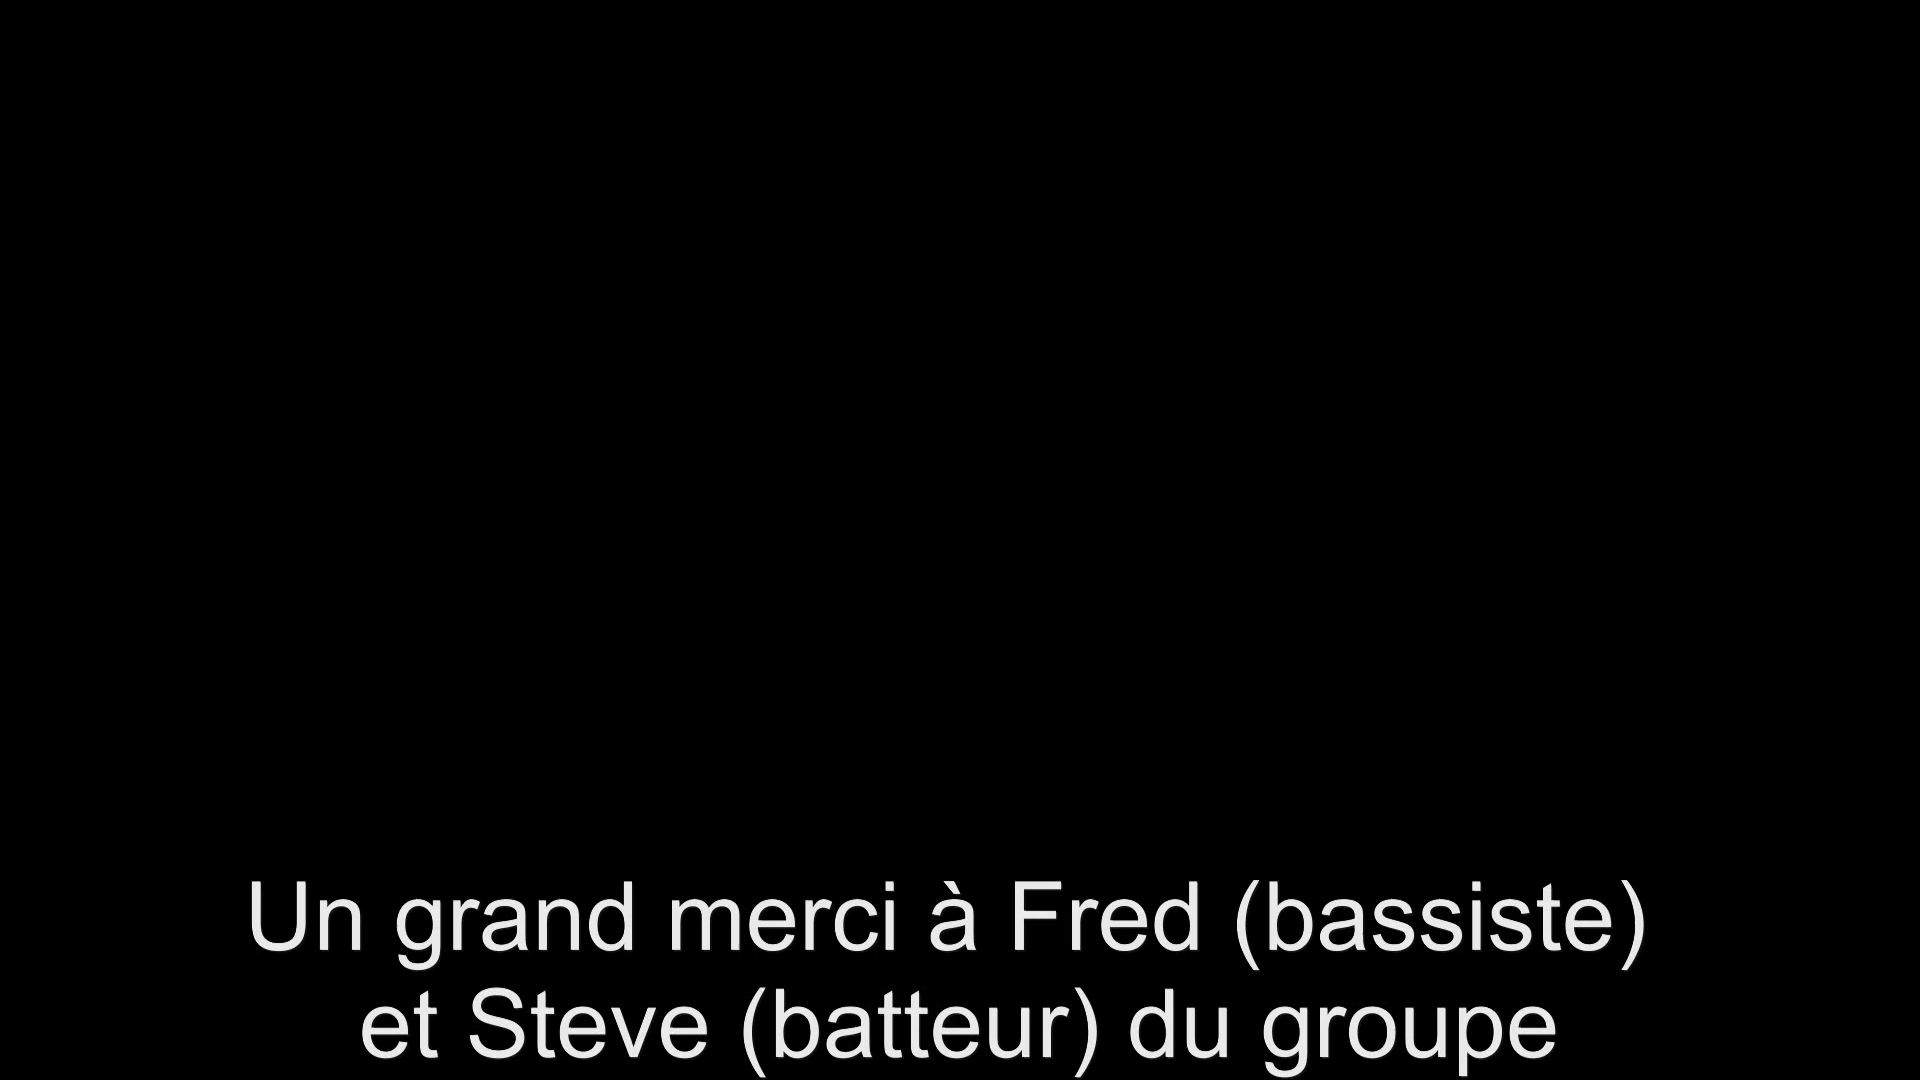 Un grand merci à Fred (bassiste)
et Steve (batteur) du groupe